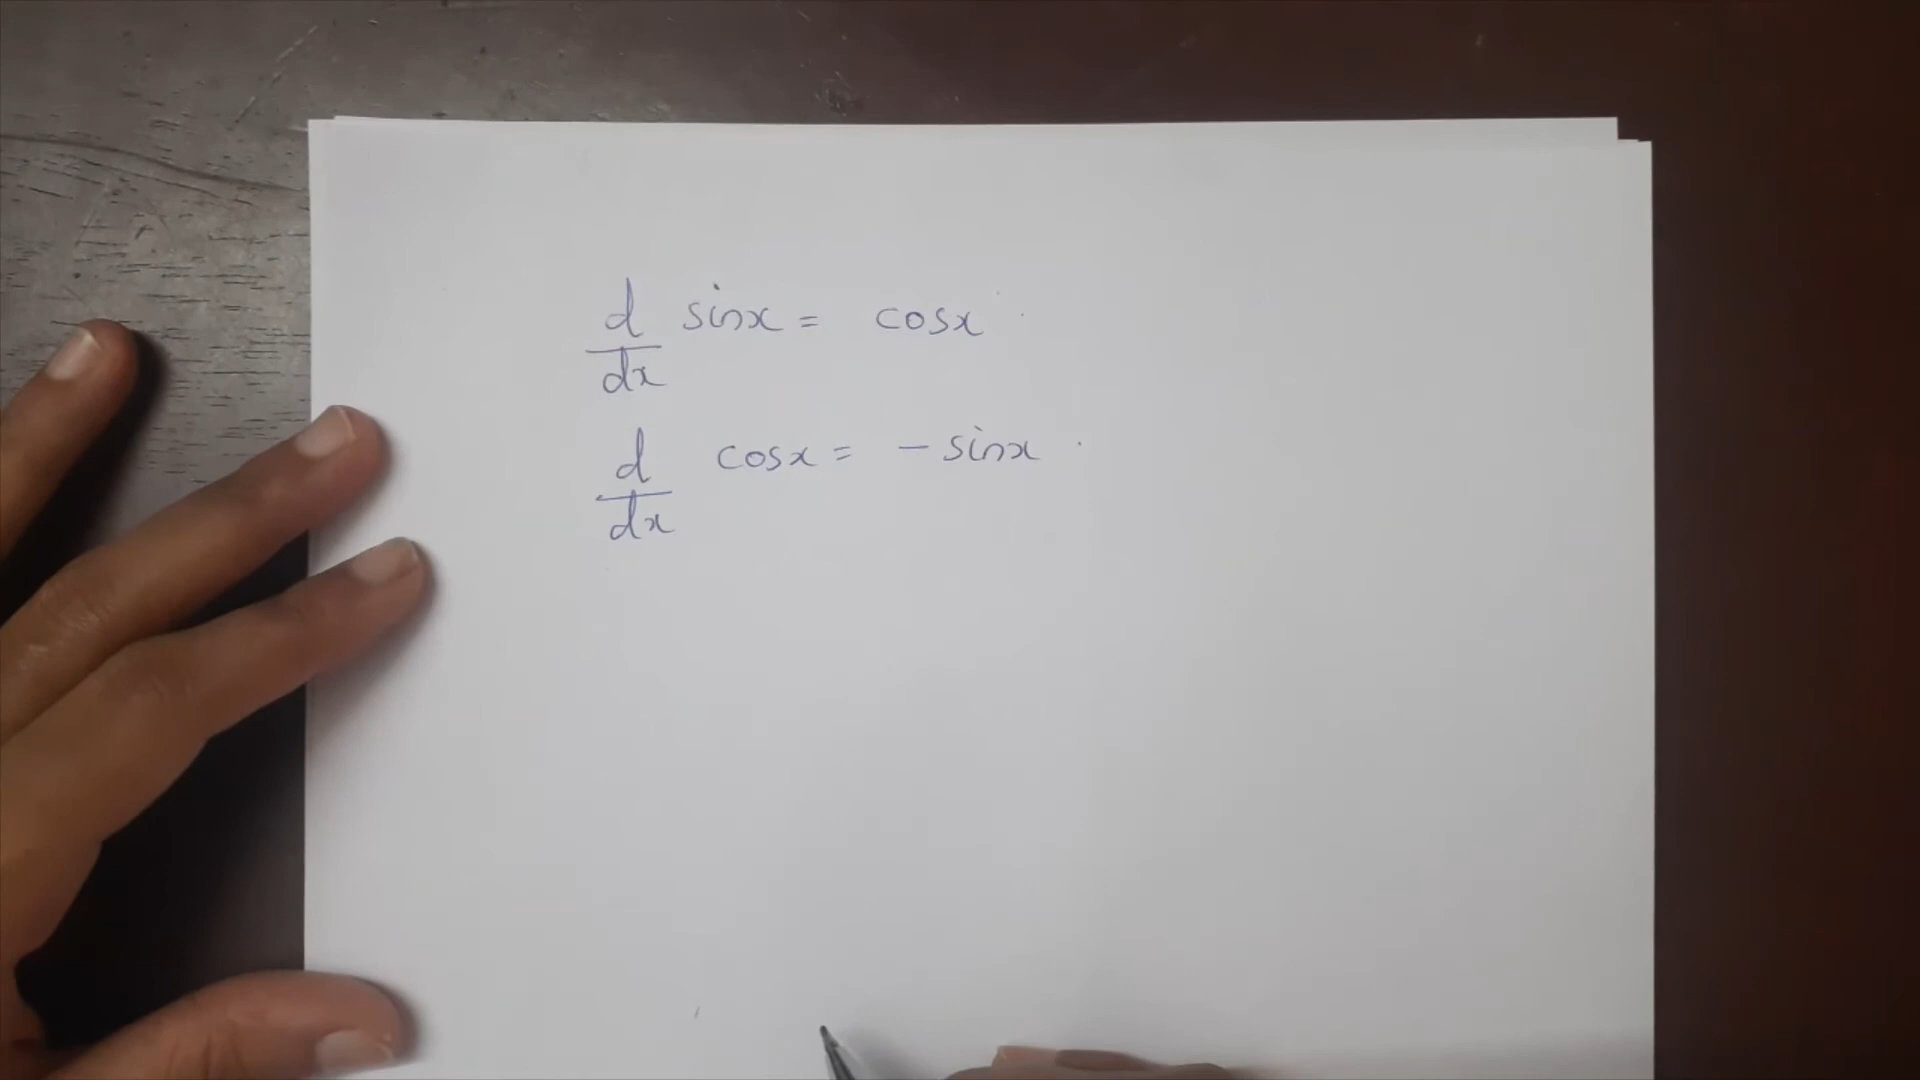 d/dx sinx = cosx
d/dx cosx = - sinx